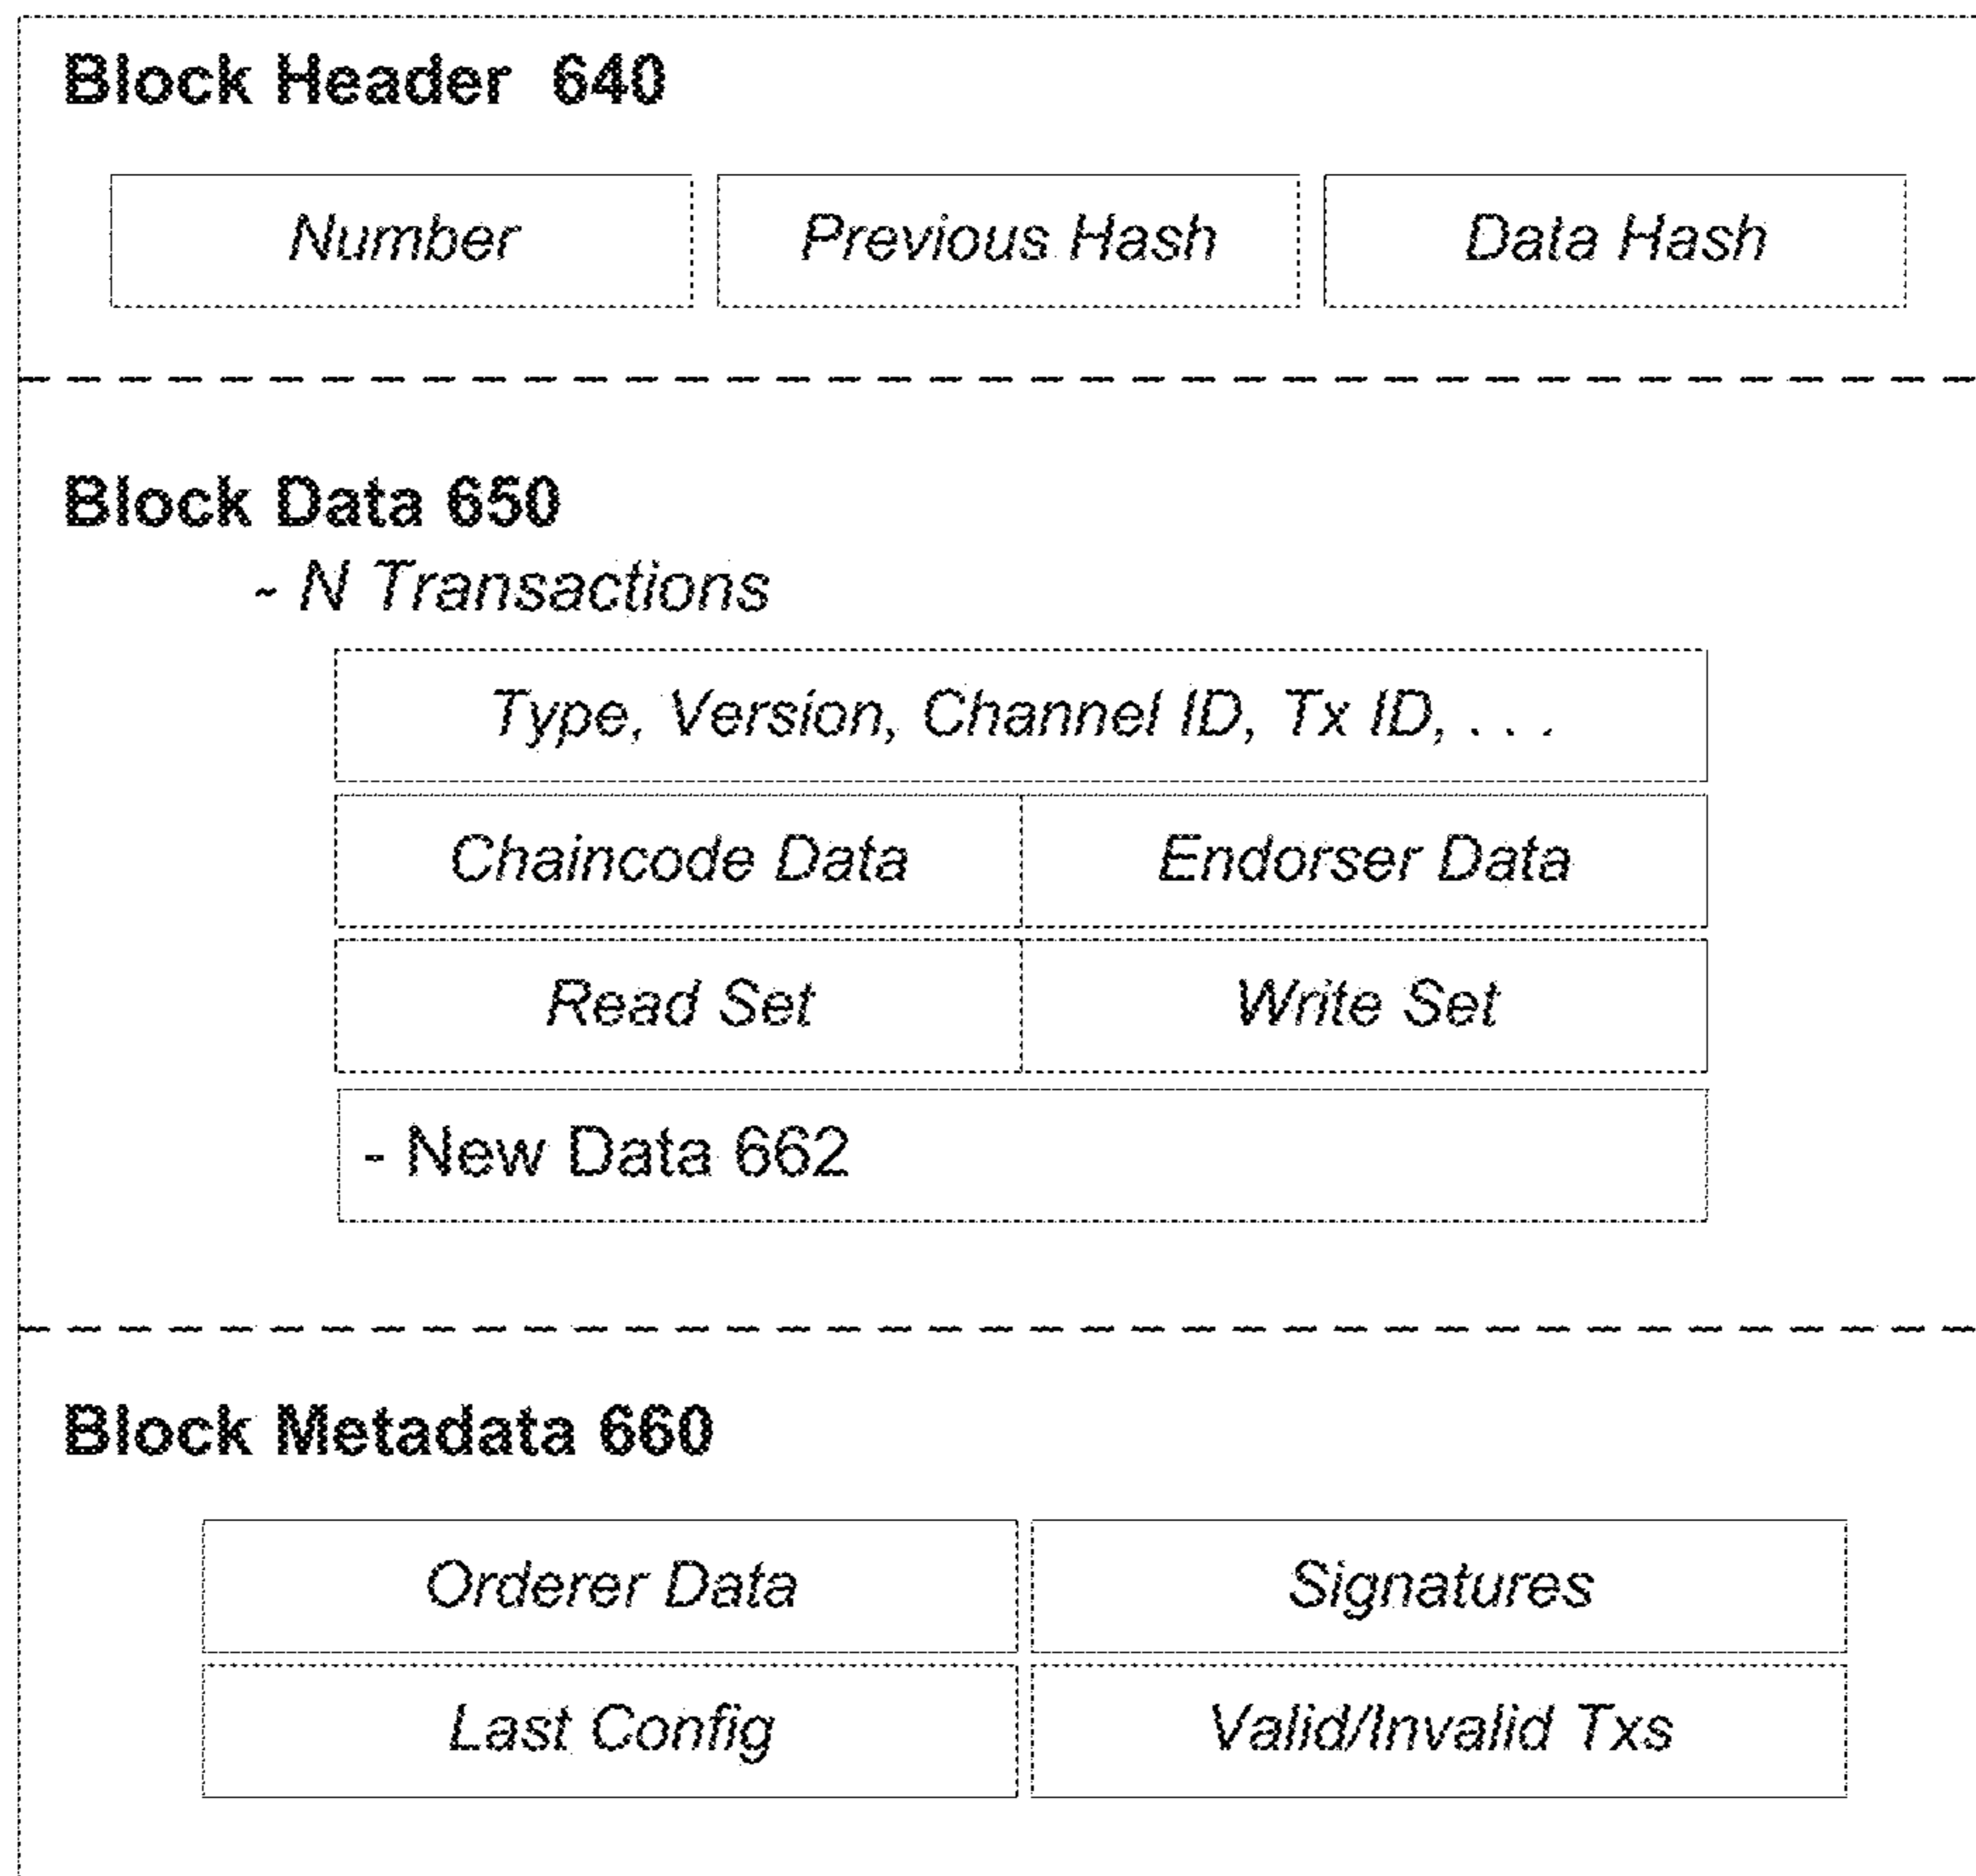 Block Header 640
Number Previous Hash Data Hash
Block Data 650
- N Transactions
Type, Version, Channel ID, Tx ID, . . .
Chaincode Data Endorser Data
Read Set Write Set
- New Data 662
Block Metadata 660
Orderer Data Signatures
Last Config Valid/Invalid Txs